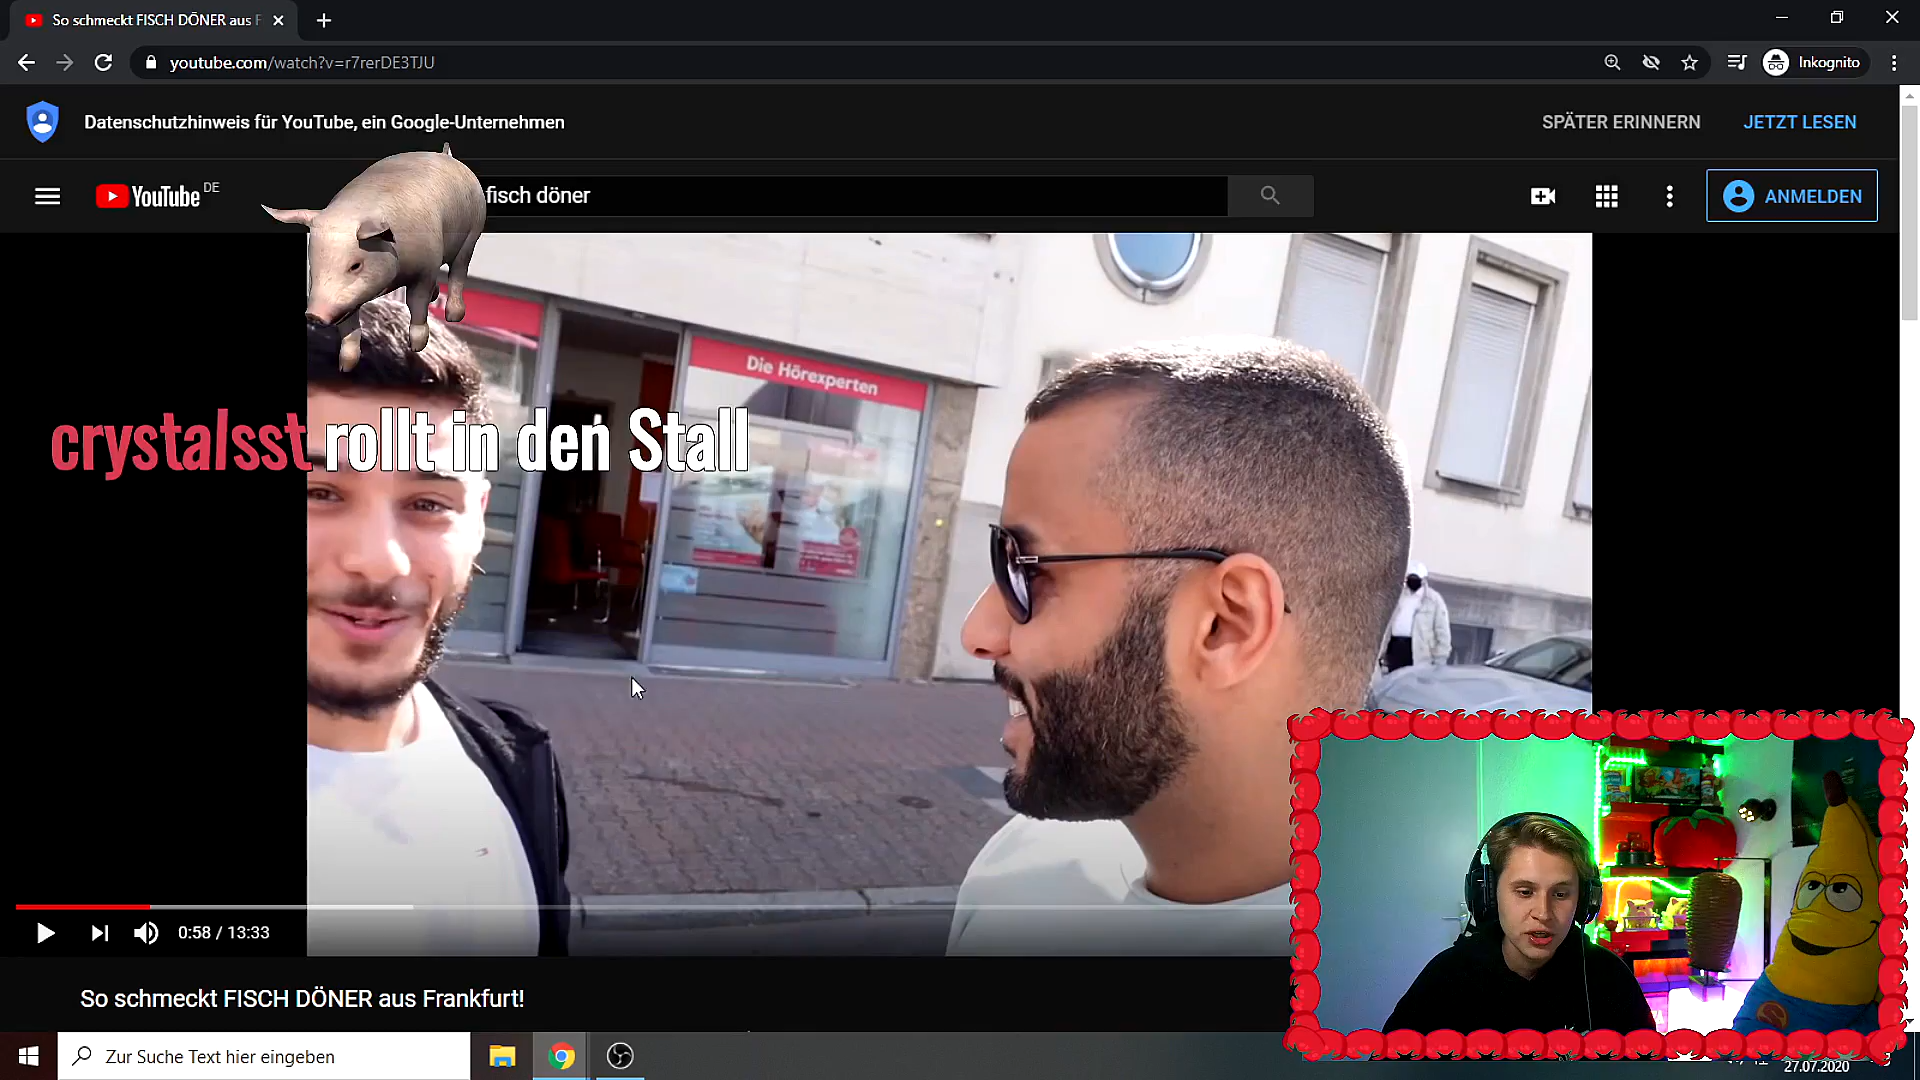 So schmeckt FISCH DÖNER aus F
youtube.com/watch?v=r7rerDE3TJU
Inkognito
Datenschutzhinweis für YouTube, ein Google-Unternehmen
SPÄTER ERINNERN
JETZT LESEN
YouTube DE
fisch döner
ANMELDEN
Die Hörexperten
crystalsst rollt in den Stall
0:58 / 13:33
So schmeckt FISCH DÖNER aus Frankfurt!
Zur Suche Text hier eingeben
27.07.2020